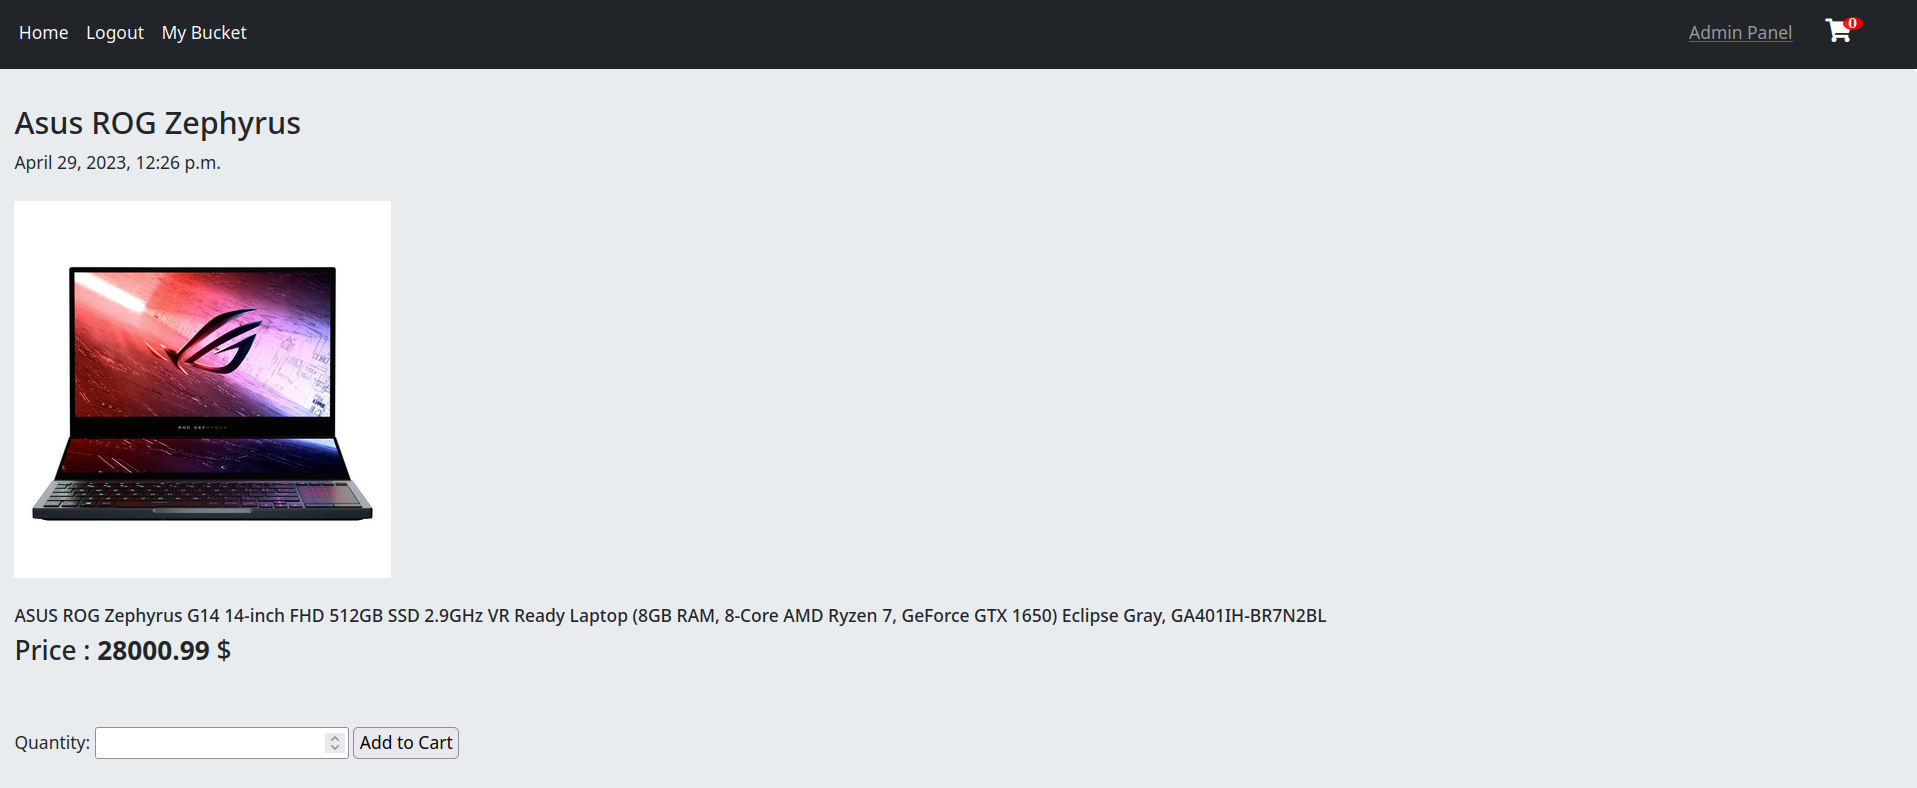 Home Logout My Bucket Admin Panel 0
Asus ROG Zephyrus
April 29, 2023, 12:26 p.m.
ROG ZEPHYRUS
ASUS ROG Zephyrus G14 14-inch FHD 512GB SSD 2.9GHz VR Ready Laptop (8GB RAM, 8-Core AMD Ryzen 7, GeForce GTX 1650) Eclipse Gray, GA401IH-BR7N2BL
Price : 28000.99 $
Quantity: Add to Cart